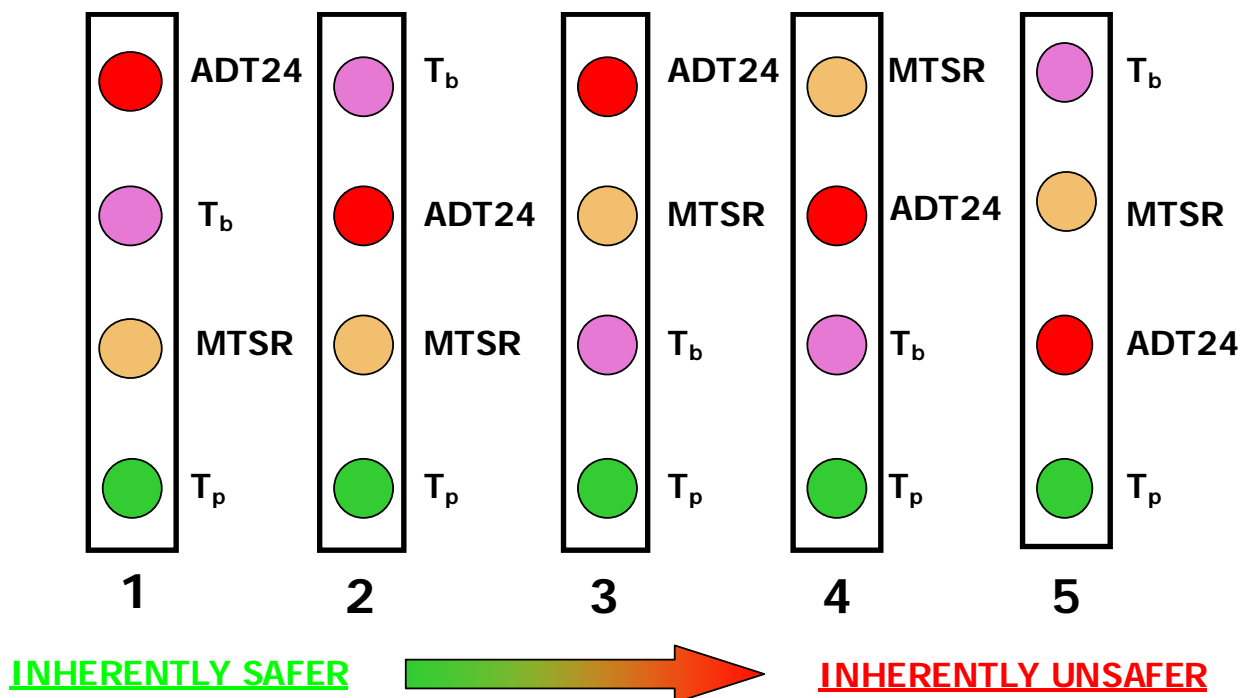 ADT24 Tb ADT24 MTSR Tb
Tb ADT24 MTSR ADT24 MTSR
MTSR MTSR Tb Tb ADT24
Tp Tp Tp Tp Tp
1 2 3 4 5
INHERENTLY SAFER INHERENTLY UNSAFER